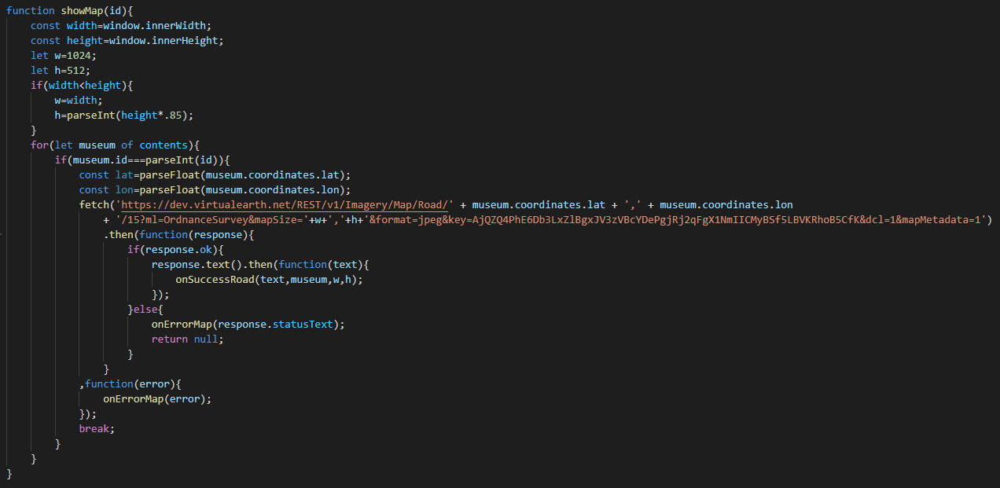 function showMap(id){
    const width=window.innerWidth;
    const height=window.innerHeight;
    let w=1024;
    let h=512;
    if(width<height){
        w=width;
        h=parseInt(height*.85);
    }
    for(let museum of contents){
        if(museum.id===parseInt(id)){
            const lat=parseFloat(museum.coordinates.lat);
            const lon=parseFloat(museum.coordinates.lon);
            fetch('https://dev.virtualearth.net/REST/v1/Imagery/Map/Road/' + museum.coordinates.lat + ',' + museum.coordinates.lon
                + '/15?ml=OrdnanceSurvey&mapSize='+w+','+h+'&format=jpeg&key=AjQZQ4PhE6Db3LxZlBgxJV3zVBcYDePgjRj2qFgX1NmIICMyBSf5LBVKRhoB5CfK&dcl=1&mapMetadata=1')
                .then(function(response){
                    if(response.ok){
                        response.text().then(function(text){
                            onSuccessRoad(text,museum,w,h);
                        });
                    }else{
                        onErrorMap(response.statusText);
                        return null;
                    }
                }
            ,function(error){
                onErrorMap(error);
            });
            break;
        }
    }
}